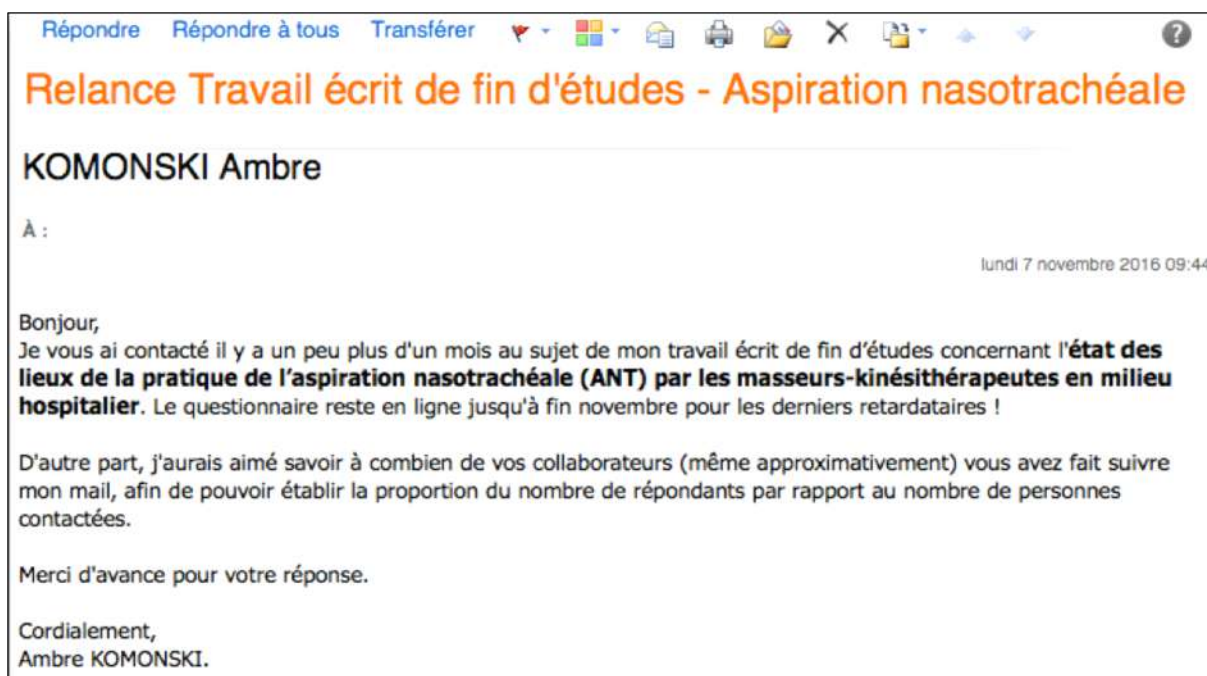 Répondre Répondre à tous Transférer
Relance Travail écrit de fin d'études - Aspiration nasotrachéale
KOMONSKI Ambre
À :
lundi 7 novembre 2016 09:44
Bonjour,
Je vous ai contacté il y a un peu plus d'un mois au sujet de mon travail écrit de fin d'études concernant l'état des
lieux de la pratique de l'aspiration nasotrachéale (ANT) par les masseurs-kinésithérapeutes en milieu
hospitalier. Le questionnaire reste en ligne jusqu'à fin novembre pour les derniers retardataires !
D'autre part, j'aurais aimé savoir à combien de vos collaborateurs (même approximativement) vous avez fait suivre
mon mail, afin de pouvoir établir la proportion du nombre de répondants par rapport au nombre de personnes
contactées.
Merci d'avance pour votre réponse.
Cordialement,
Ambre KOMONSKI.